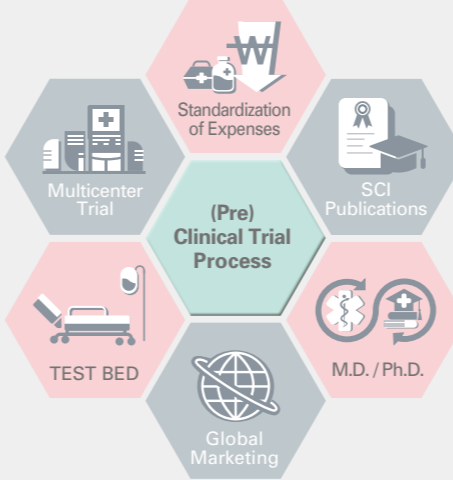 ₩
Standardization
of Expenses
Multicenter
Trial
SCI
Publications
(Pre)
Clinical Trial
Process
TEST BED
M.D. / Ph.D.
Global
Marketing